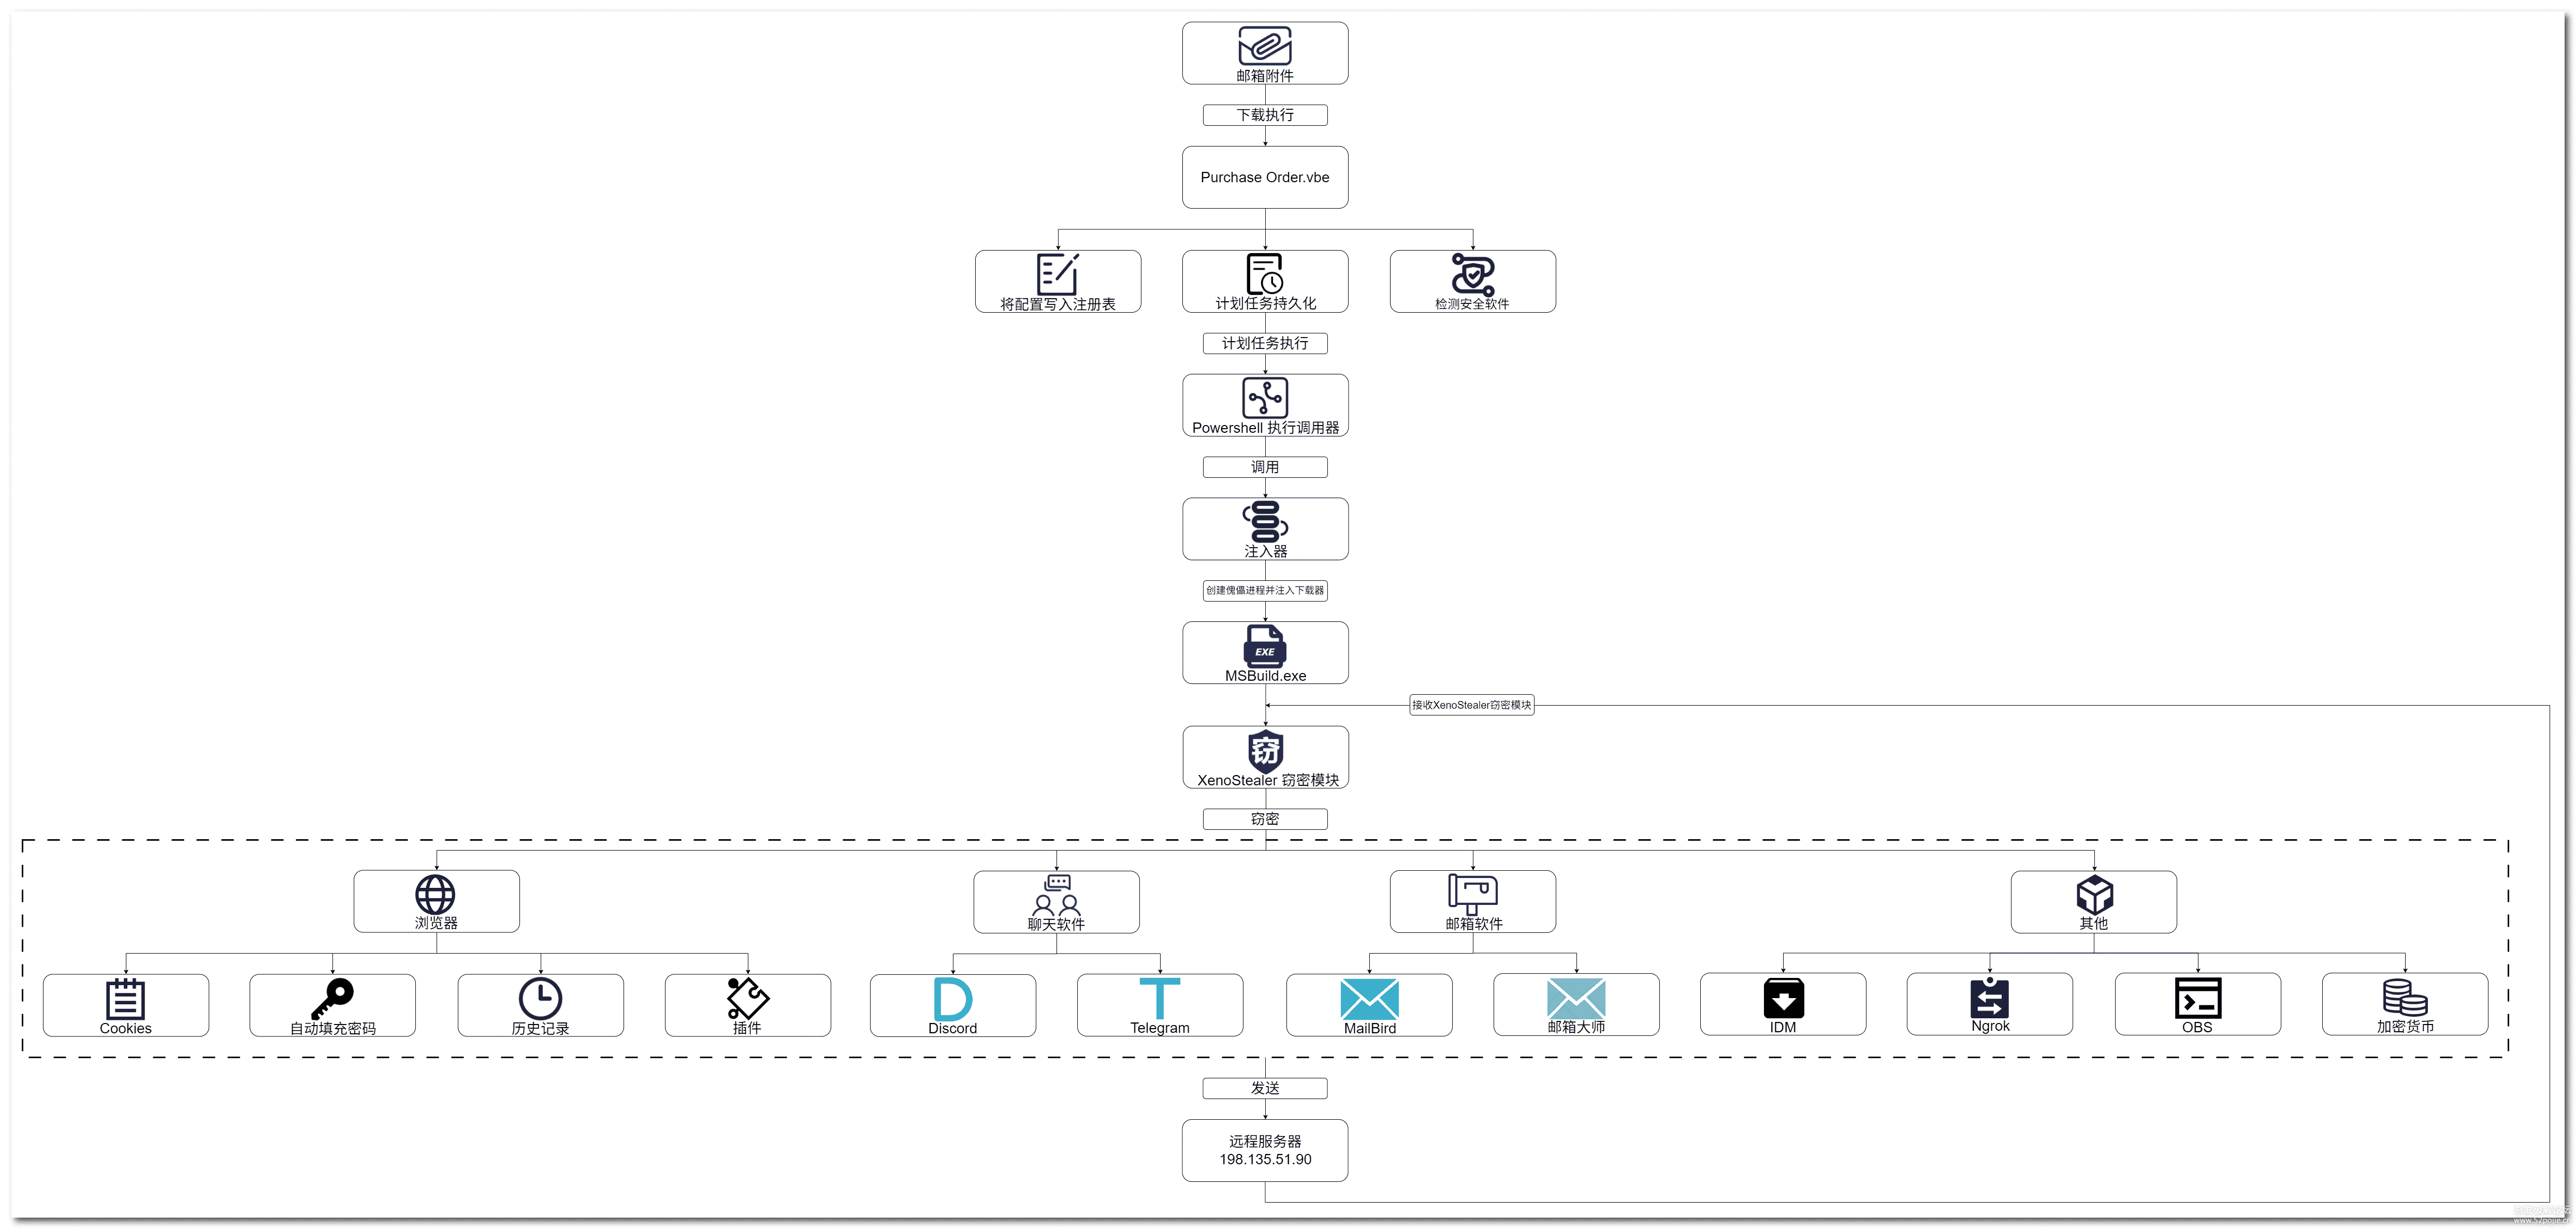 邮箱附件
下载执行
Purchase Order.vbe
将配置写入注册表
计划任务持久化
检测安全软件
计划任务执行
Powershell 执行调用器
调用
注入器
创建傀儡进程并注入下载器
EXE
MSBuild.exe
接收XenoStealer窃密模块
窃
XenoStealer 窃密模块
窃密
浏览器
聊天软件
邮箱软件
其他
Cookies
自动填充密码
历史记录
插件
D
Discord
T
Telegram
MailBird
邮箱大师
IDM
Ngrok
OBS
加密货币
发送
远程服务器
198.135.51.90